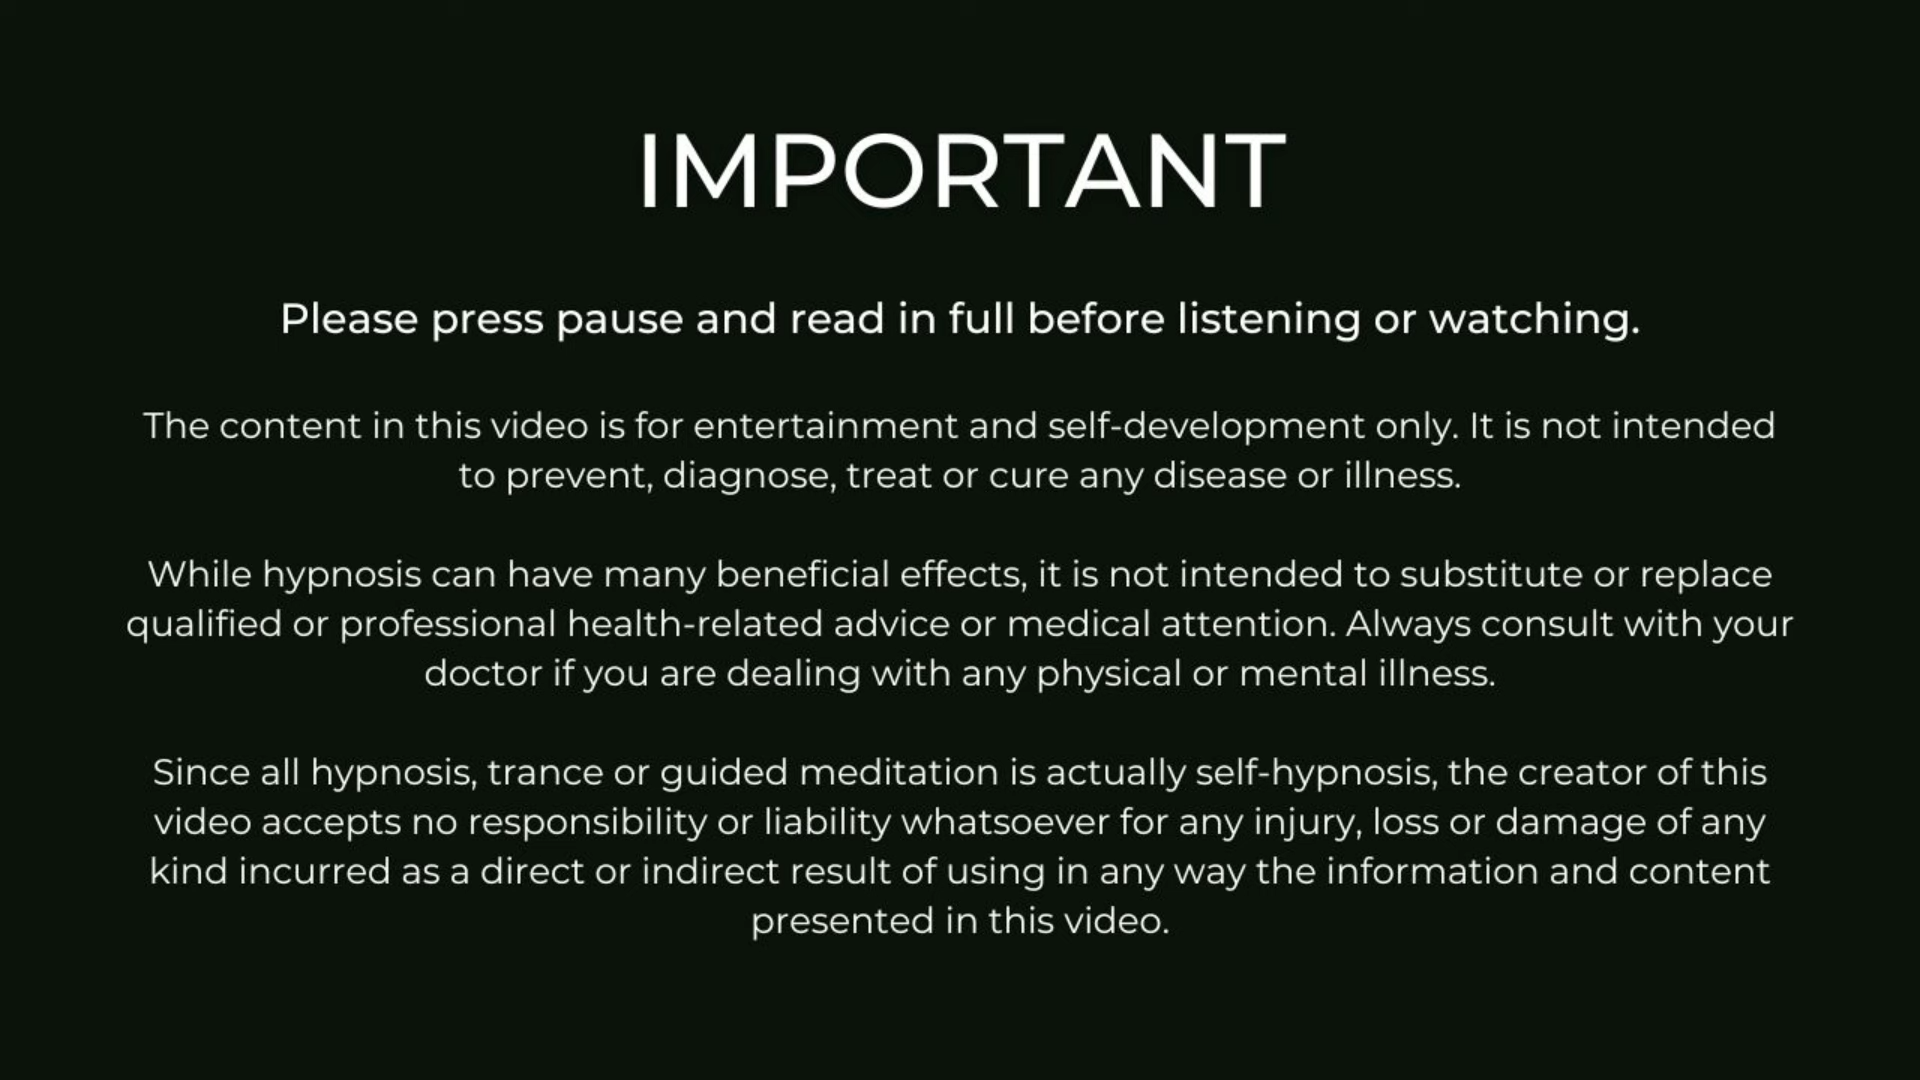 IMPORTANT
Please press pause and read in full before listening or watching.
The content in this video is for entertainment and self-development only. It is not intended
to prevent, diagnose, treat or cure any disease or illness.
While hypnosis can have many beneficial effects, it is not intended to substitute or replace
qualified or professional health-related advice or medical attention. Always consult with your
doctor if you are dealing with any physical or mental illness.
Since all hypnosis, trance or guided meditation is actually self-hypnosis, the creator of this
video accepts no responsibility or liability whatsoever for any injury, loss or damage of any
kind incurred as a direct or indirect result of using in any way the information and content
presented in this video.